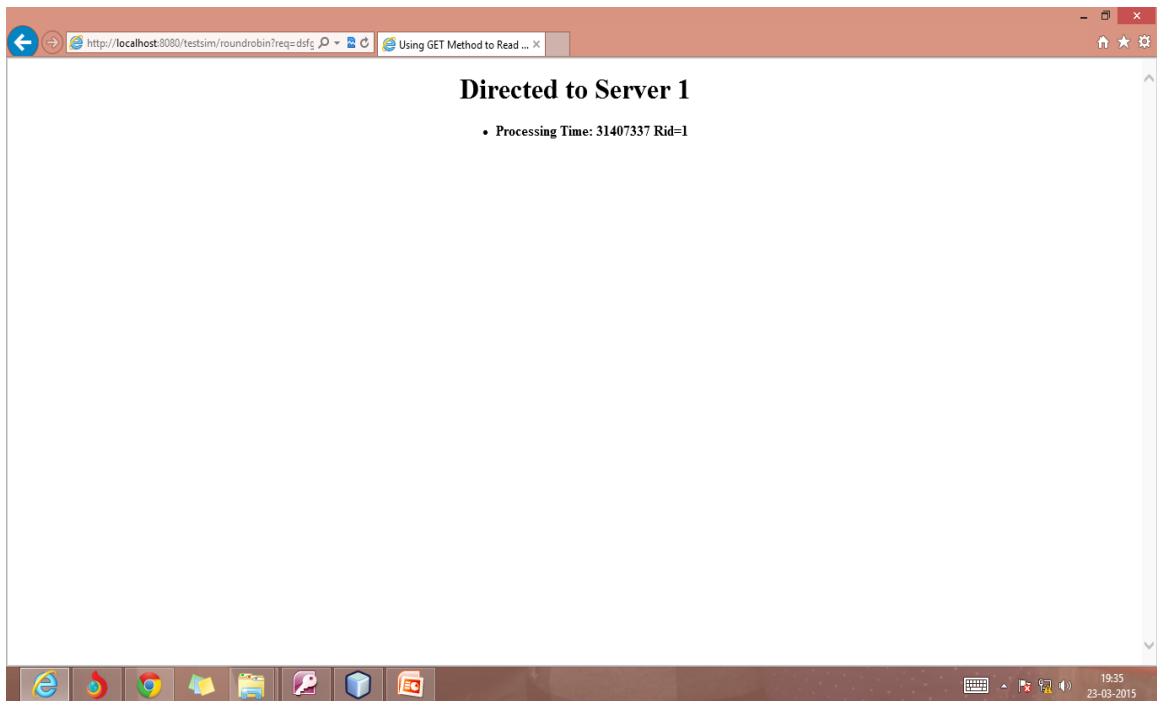 http://localhost:8080/testsim/roundrobin?req=dsfg
Using GET Method to Read ...
Directed to Server 1
• Processing Time: 31407337 Rid=1
19:35
23-03-2015